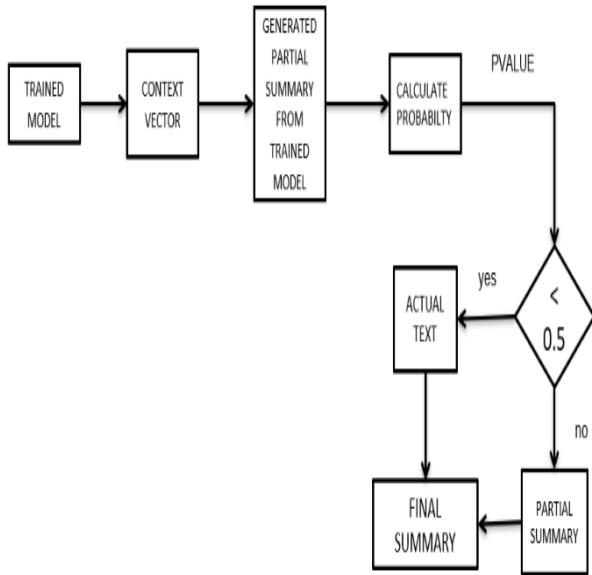 TRAINED
MODEL
CONTEXT
VECTOR
GENERATED
PARTIAL
SUMMARY
FROM
TRAINED
MODEL
CALCULATE
PROBABILTY
PVALUE
<
0.5
yes
ACTUAL
TEXT
no
PARTIAL
SUMMARY
FINAL
SUMMARY